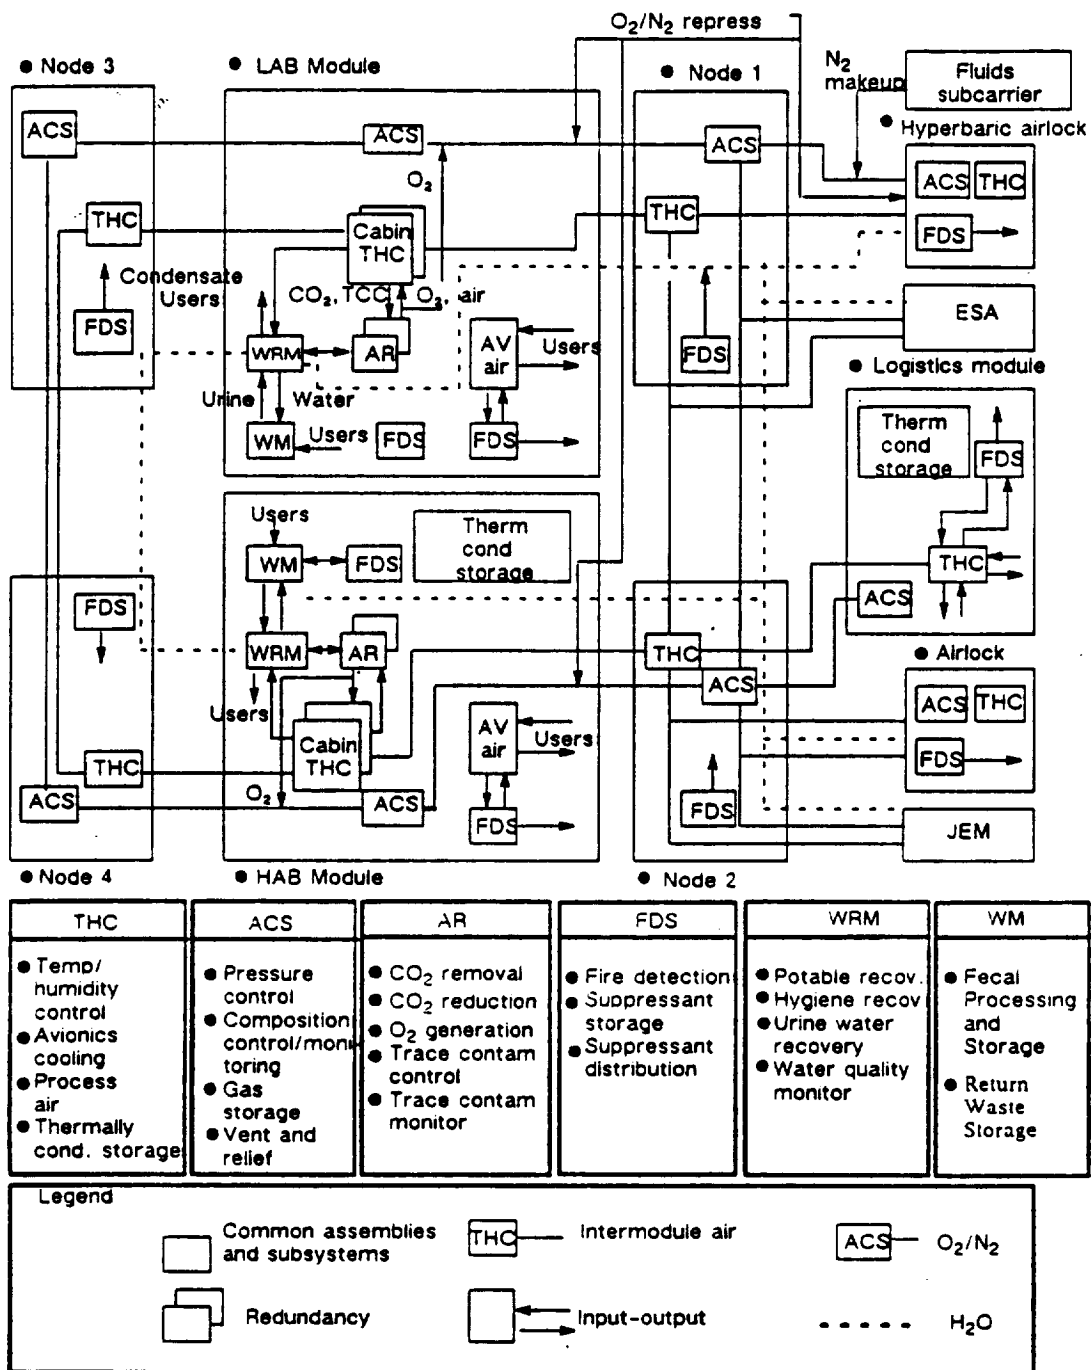 O₂/N₂ repress
● Node 3
● LAB Module
● Node 1
N₂
makeup
Fluids
subcarrier
● Hyperbaric airlock
ACS
ACS
ACS
ACS
THC
O₂
THC
Cabin
THC
THC
FDS
Condensate
Users
CO₂, TCC
O₂, air
FDS
WRM
AR
AV
air
Users
FDS
ESA
● Logistics module
Urine
Water
WM
Users
FDS
FDS
Therm
cond
storage
FDS
Users
Therm
cond
storage
WM
FDS
THC
FDS
ACS
WRM
AR
THC
● Airlock
Users
ACS
ACS
THC
Cabin
THC
AV
air
Users
FDS
THC
O₂
ACS
ACS
FDS
FDS
JEM
● Node 4
● HAB Module
● Node 2
THC
● Temp/
humidity
control
● Avionics
cooling
● Process
air
● Thermally
cond. storage
ACS
● Pressure
control
● Composition
control/moni
toring
● Gas
storage
● Vent and
relief
AR
● CO₂ removal
● CO₂ reduction
● O₂ generation
● Trace contam
control
● Trace contam
monitor
FDS
● Fire detection
● Suppressant
storage
● Suppressant
distribution
WRM
● Potable recov.
● Hygiene recov
● Urine water
recovery
● Water quality
monitor
WM
● Fecal
Processing
and
Storage
● Return
Waste
Storage
Legend
Common assemblies
and subsystems
THC
Intermodule air
ACS
O₂/N₂
Redundancy
Input-output
H₂O